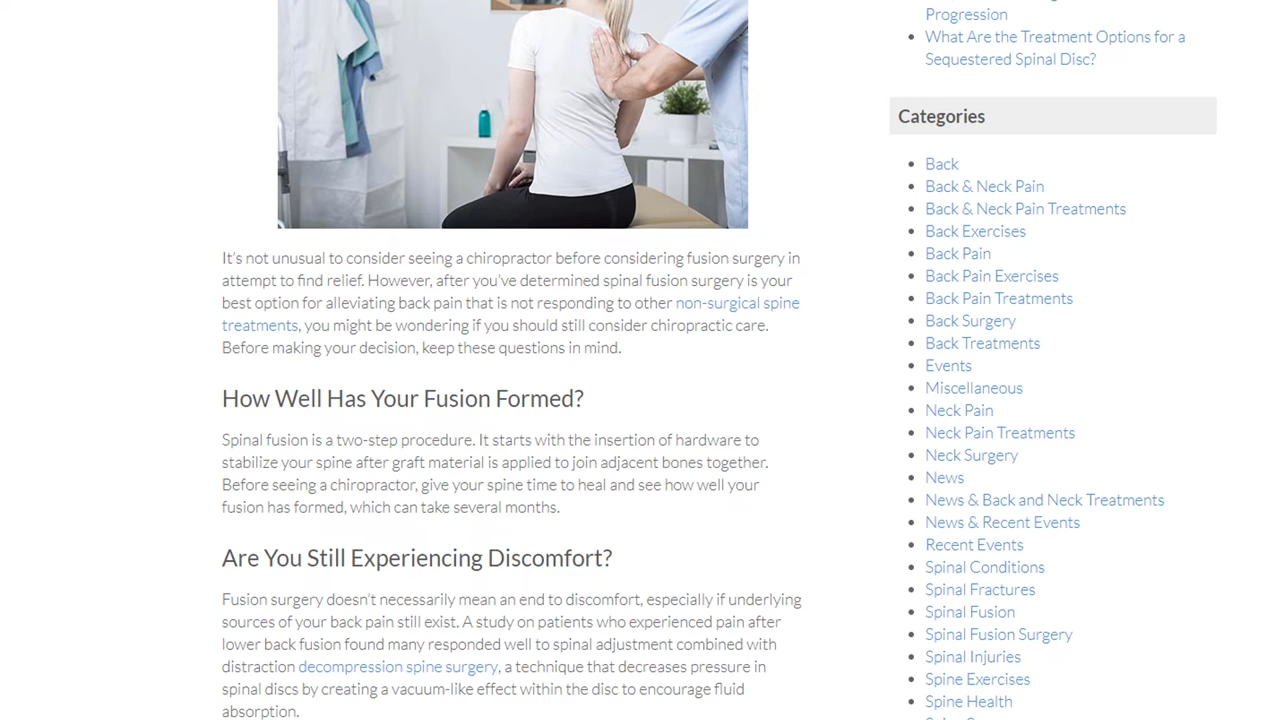 It's not unusual to consider seeing a chiropractor before considering fusion surgery in
attempt to find relief. However, after you've determined spinal fusion surgery is your
best option for alleviating back pain that is not responding to other non-surgical spine
treatments, you might be wondering if you should still consider chiropractic care.
Before making your decision, keep these questions in mind.
How Well Has Your Fusion Formed?
Spinal fusion is a two-step procedure. It starts with the insertion of hardware to
stabilize your spine after graft material is applied to join adjacent bones together.
Before seeing a chiropractor, give your spine time to heal and see how well your
fusion has formed, which can take several months.
Are You Still Experiencing Discomfort?
Fusion surgery doesn't necessarily mean an end to discomfort, especially if underlying
sources of your back pain still exist. A study on patients who experienced pain after
lower back fusion found many responded well to spinal adjustment combined with
distraction decompression spine surgery, a technique that decreases pressure in
spinal discs by creating a vacuum-like effect within the disc to encourage fluid
absorption.
Progression
What Are the Treatment Options for a
Sequestered Spinal Disc?
Categories
Back
Back & Neck Pain
Back & Neck Pain Treatments
Back Exercises
Back Pain
Back Pain Exercises
Back Pain Treatments
Back Surgery
Back Treatments
Events
Miscellaneous
Neck Pain
Neck Pain Treatments
Neck Surgery
News
News & Back and Neck Treatments
News & Recent Events
Recent Events
Spinal Conditions
Spinal Fractures
Spinal Fusion
Spinal Fusion Surgery
Spinal Injuries
Spine Exercises
Spine Health